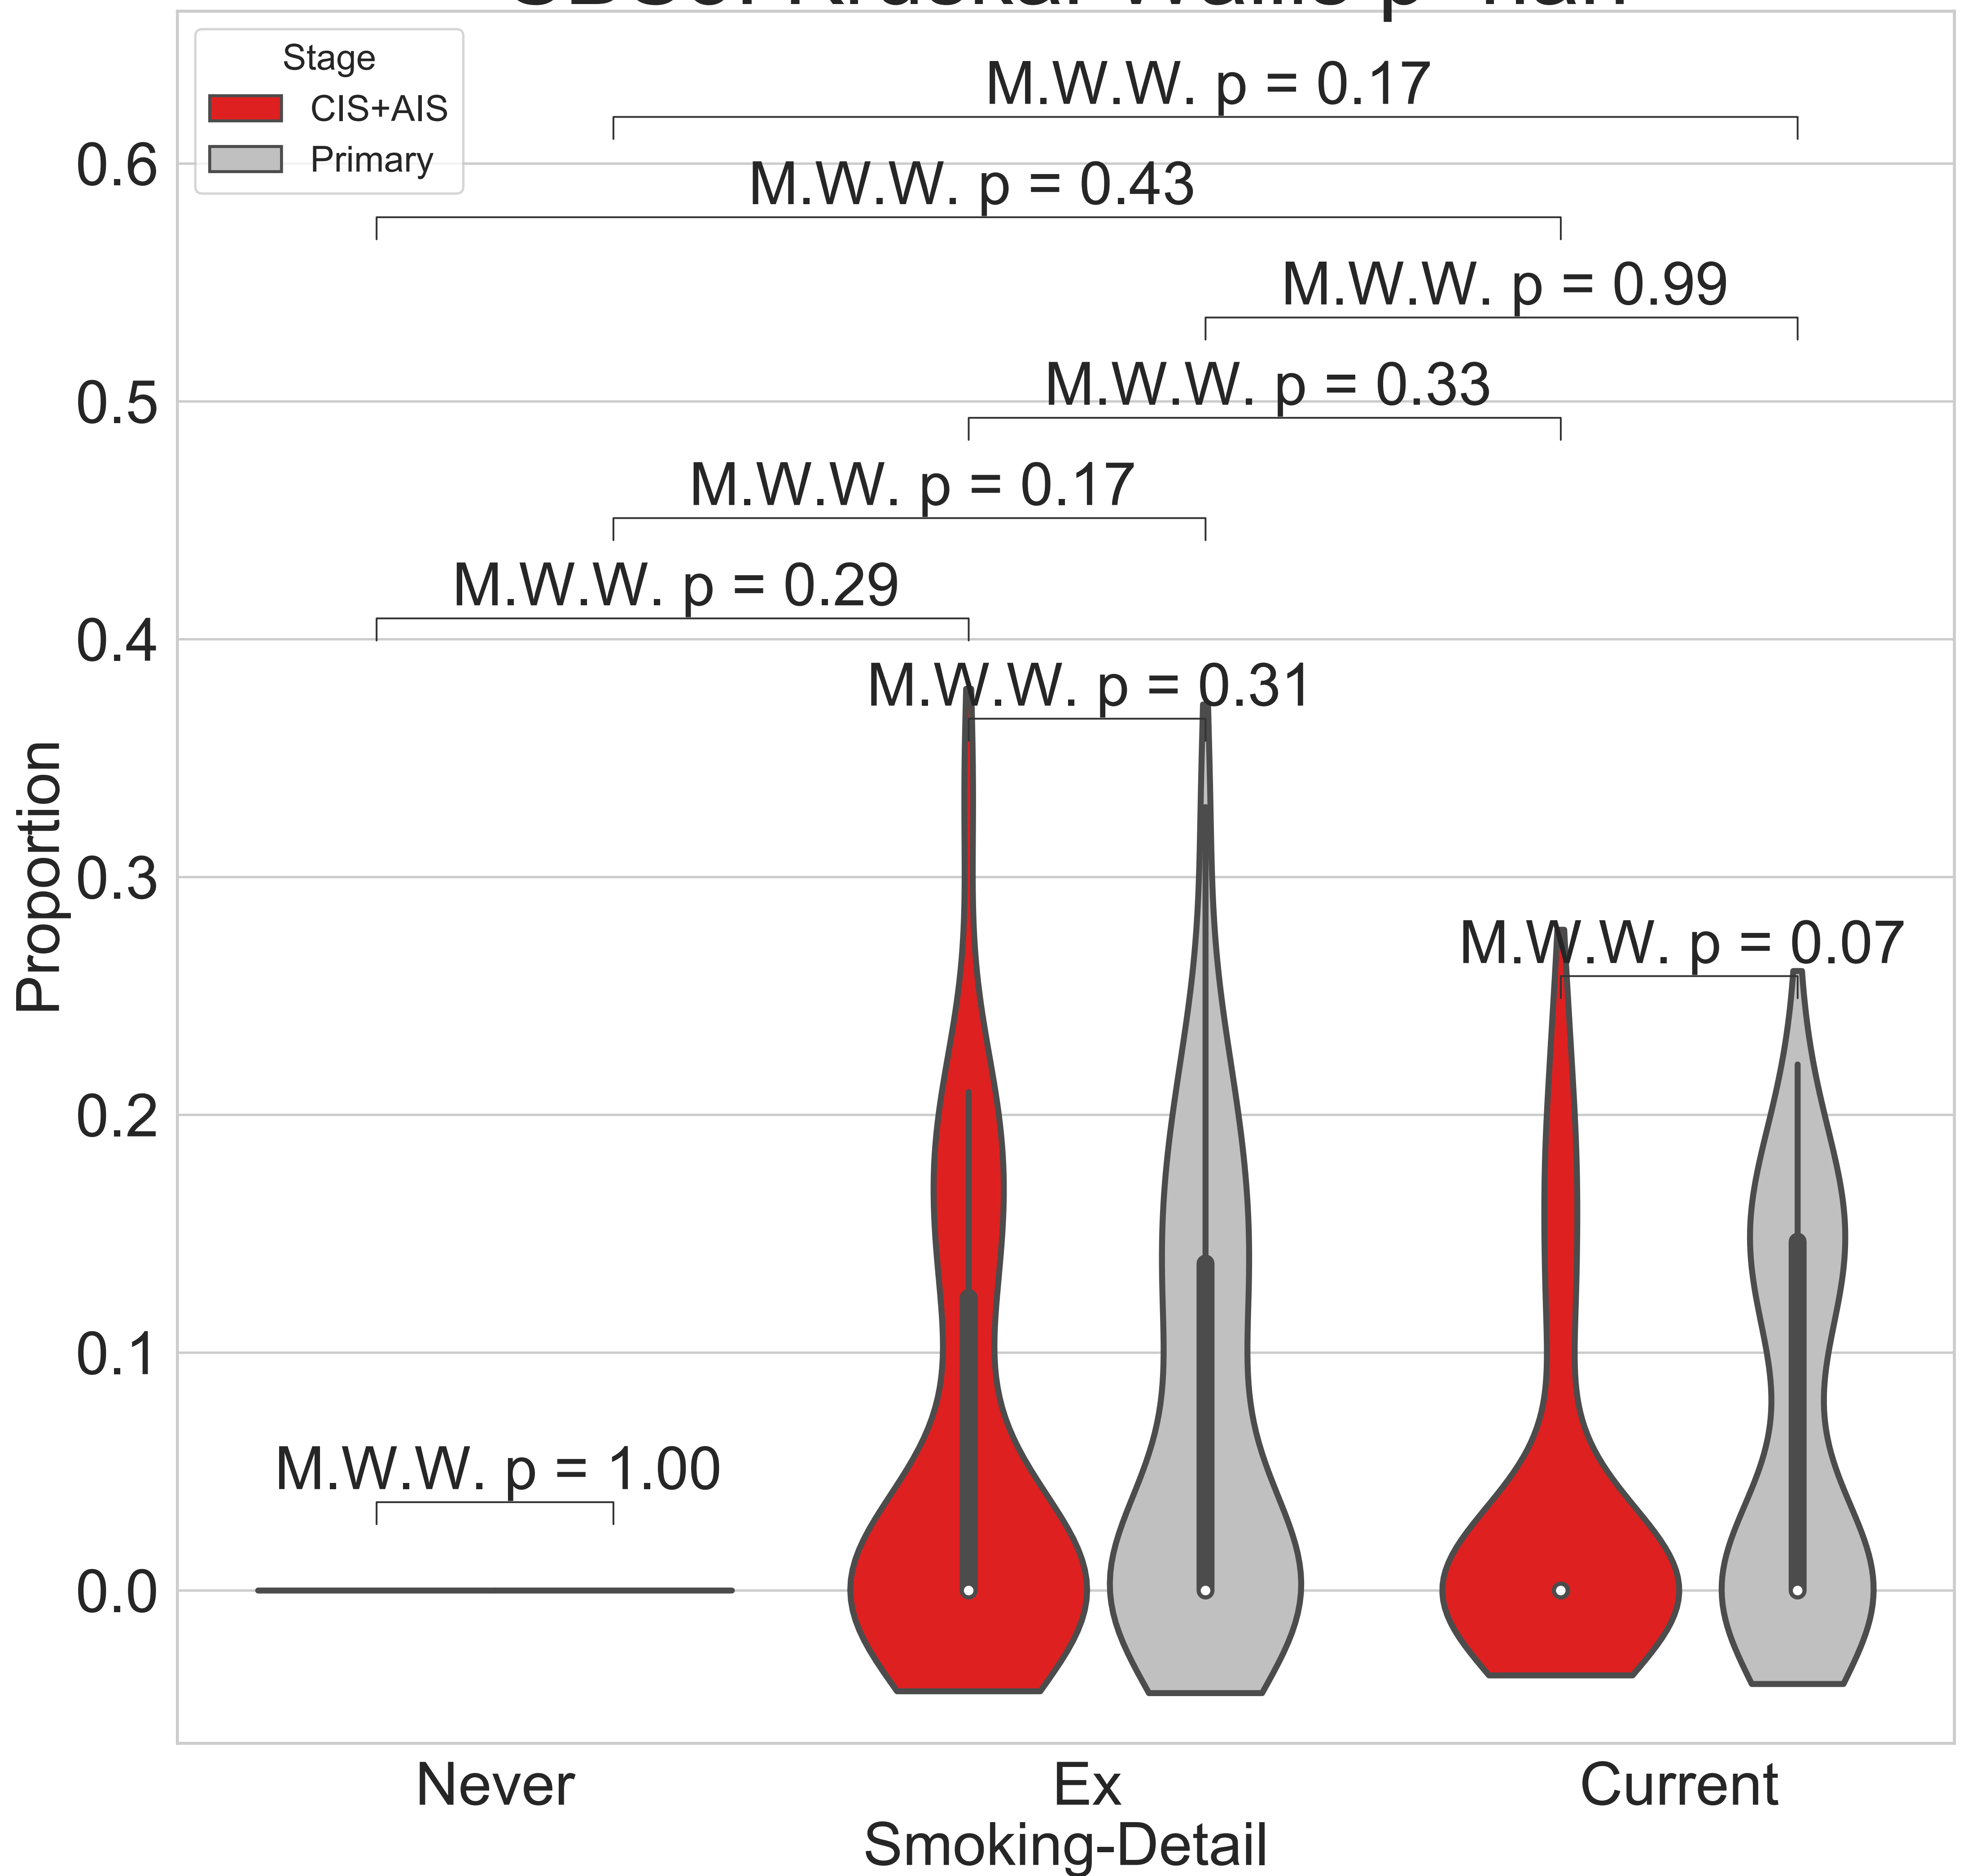 Stage
CIS+AIS
Primary
M.W.W. p = 0.17
M.W.W. p = 0.43
M.W.W. p = 0.99
M.W.W. p = 0.33
M.W.W. p = 0.17
M.W.W. p = 0.29
M.W.W. p = 0.31
M.W.W. p = 0.07
M.W.W. p = 1.00
0.6
0.5
0.4
0.3
0.2
0.1
0.0
Proportion
Never
Ex
Current
Smoking-Detail